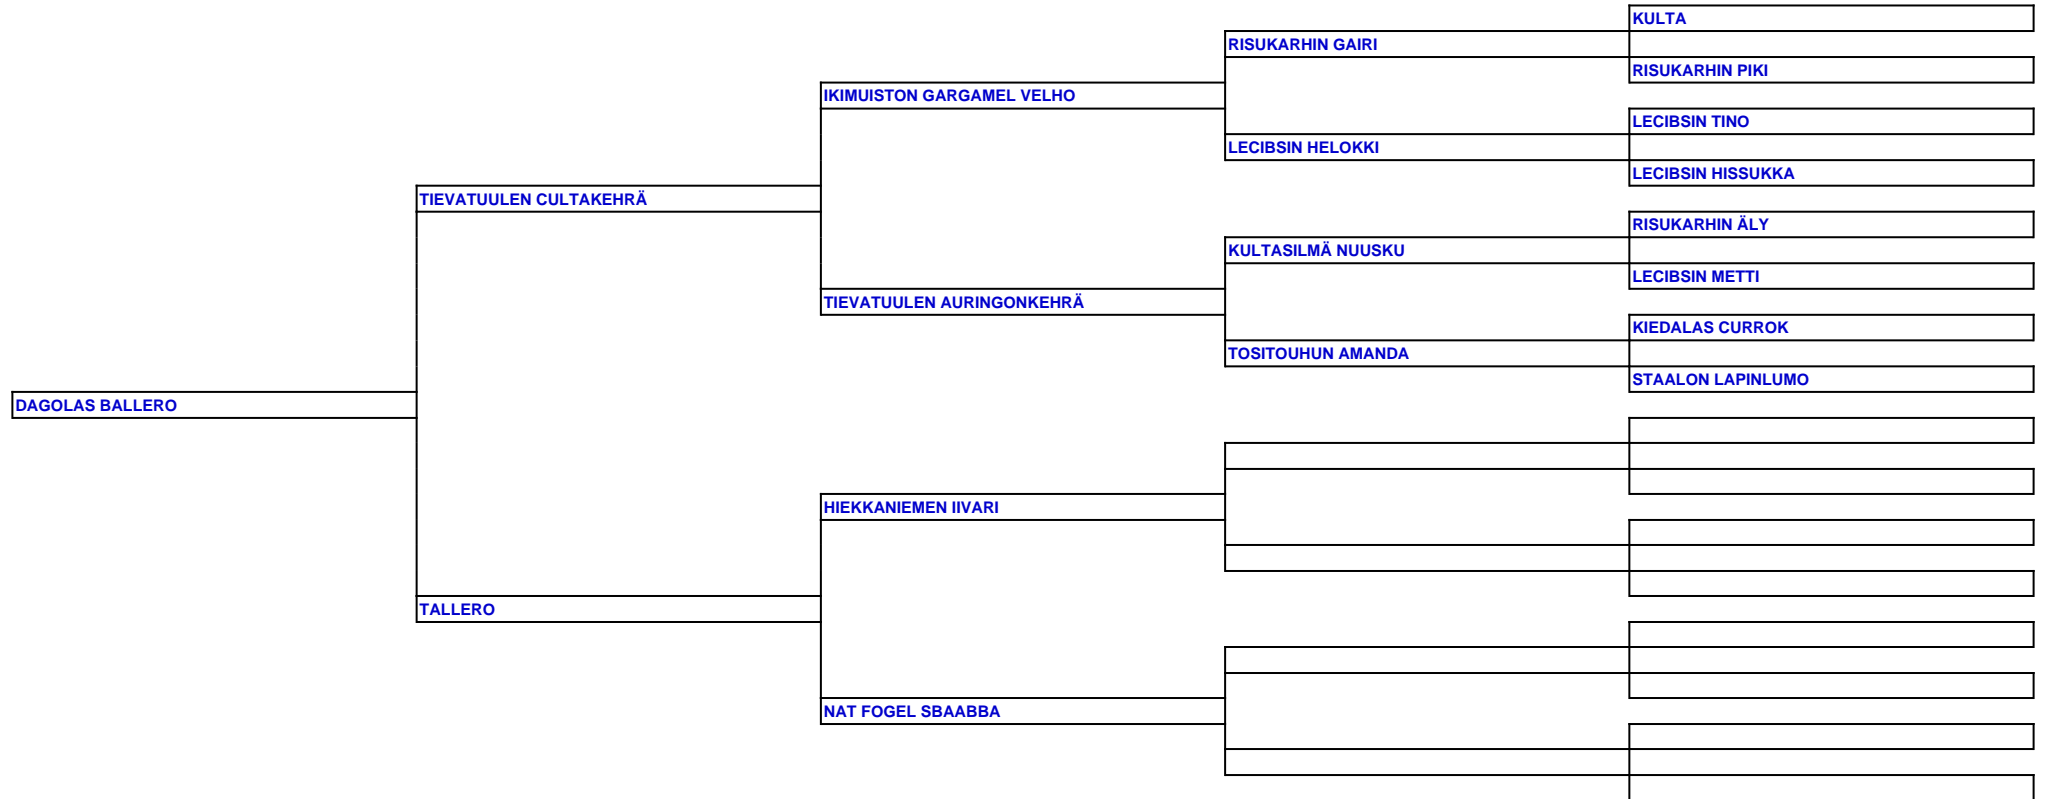 KULTA
RISUKARHIN GAIRI
RISUKARHIN PIKI
IKIMUISTON GARGAMEL VELHO
LECIBSIN TINO
LECIBSIN HELOKKI
LECIBSIN HISSUKKA
TIEVATUULEN CULTAKEHRÄ
RISUKARHIN ÄLY
KULTASILMÄ NUUSKU
LECIBSIN METTI
TIEVATUULEN AURINGONKEHRÄ
KIEDALAS CURROK
TOSITOUHUN AMANDA
STAALON LAPINLUMO
DAGOLAS BALLERO
HIEKKANIEMEN IIVARI
TALLERO
NAT FOGEL SBAABBA